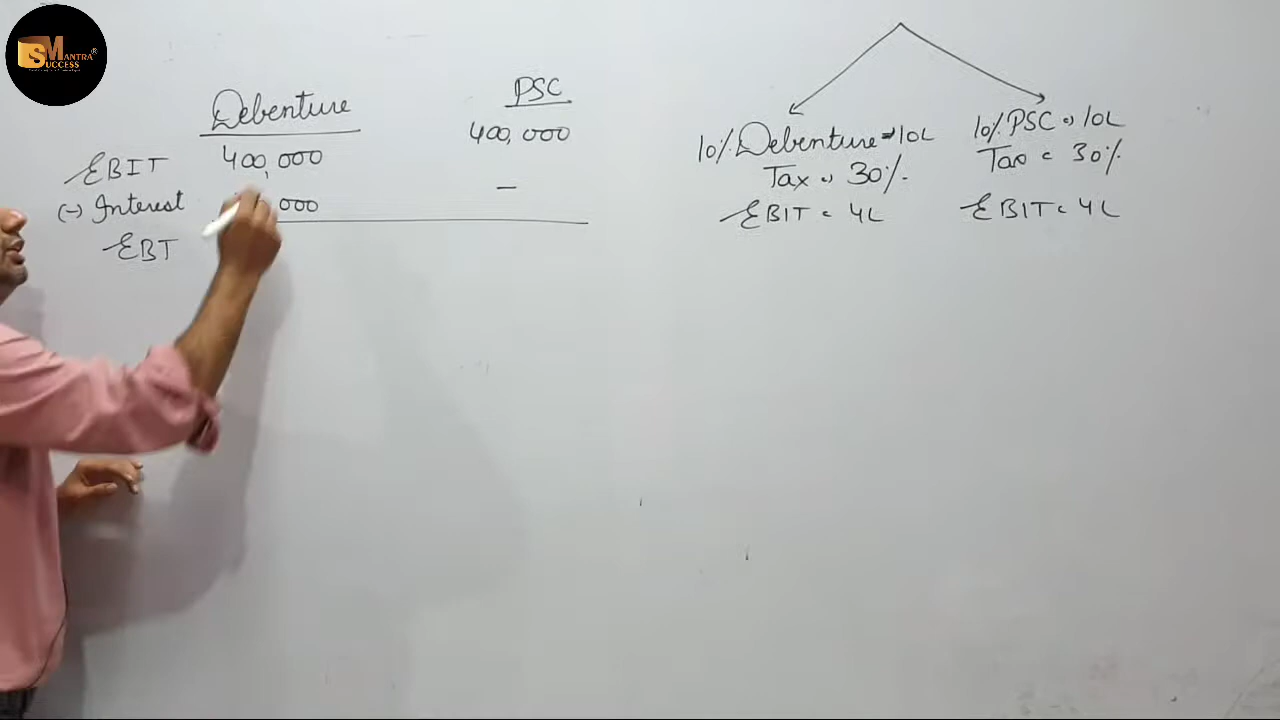 SUCCESS MANTRA®
Debenture PSC
EBIT 400,000 400,000
(-) Interest ,000 —
EBT
10% Debenture = 10L
Tax = 30%.
EBIT = 4L
10% PSC = 10L
Tax = 30%.
EBIT = 4L